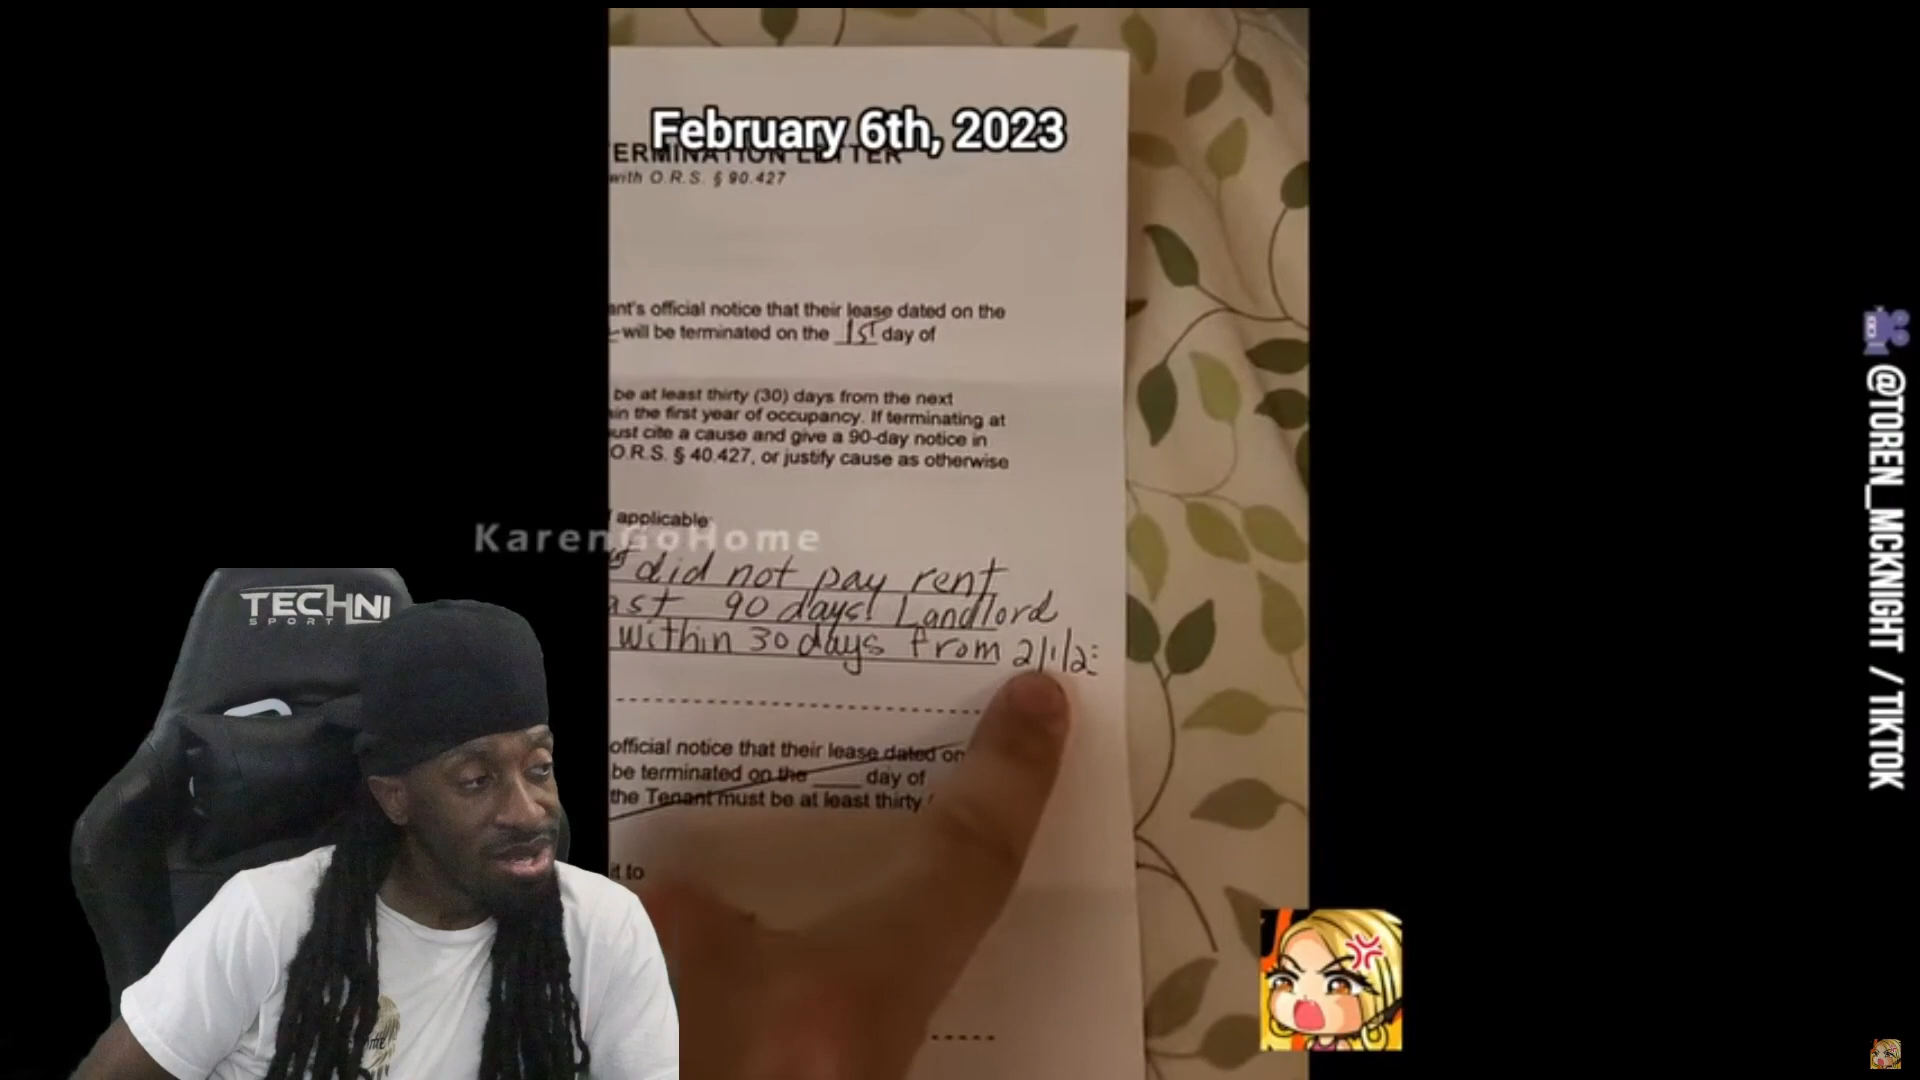 February 6th, 2023
ERMINATION LETTER
with O.R.S. § 90.427
ant's official notice that their lease dated on the
will be terminated on the 1st day of
be at least thirty (30) days from the next
in the first year of occupancy. If terminating at
ust cite a cause and give a 90-day notice in
O.R.S. § 40.427, or justify cause as otherwise
applicable
KarenGoHome
did not pay rent
ast 90 days! Landlord
within 30 days from 2/1/2
official notice that their lease dated on
be terminated on the ____ day of
the Tenant must be at least thirty
it to
TECHNI
SPORT
@TOREN_MCKNIGHT / TIKTOK